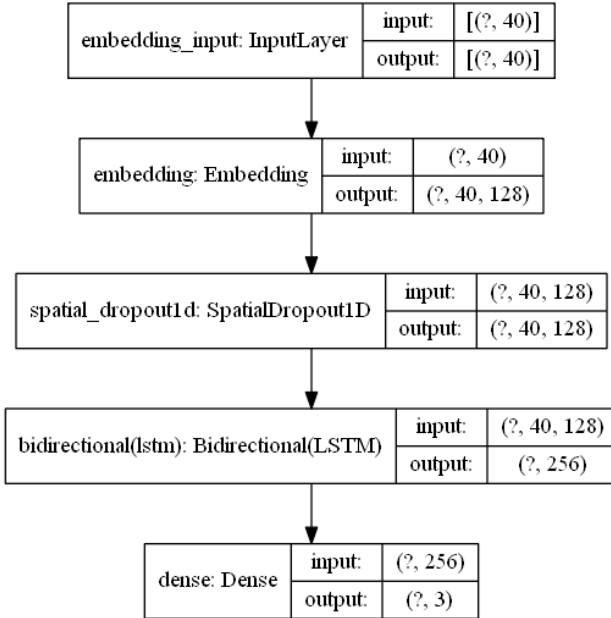 embedding_input: InputLayer
input: [(?, 40)]
output: [(?, 40)]
embedding: Embedding
input: (?, 40)
output: (?, 40, 128)
spatial_dropout1d: SpatialDropout1D
input: (?, 40, 128)
output: (?, 40, 128)
bidirectional(lstm): Bidirectional(LSTM)
input: (?, 40, 128)
output: (?, 256)
dense: Dense
input: (?, 256)
output: (?, 3)